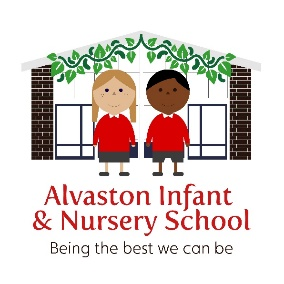 Alvaston Infant
& Nursery School
Being the best we can be